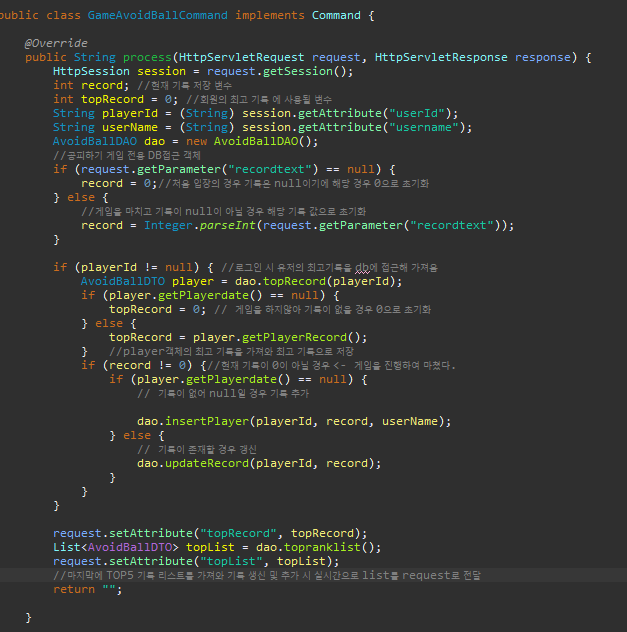 public class GameAvoidBallCommand implements Command {
@Override
public String process(HttpServletRequest request, HttpServletResponse response) {
HttpSession session = request.getSession();
int record; //현재 기록 저장 변수
int topRecord = 0; //회원의 최고 기록 에 사용될 변수
String playerId = (String) session.getAttribute("userId");
String userName = (String) session.getAttribute("username");
AvoidBallDAO dao = new AvoidBallDAO();
//공피하기 게임 전용 DB접근 객체
if (request.getParameter("recordtext") == null) {
record = 0;//처음 입장의 경우 기록은 null이기에 해당 경우 0으로 초기화
} else {
//게임을 마치고 기록이 null이 아닐 경우 해당 기록 값으로 초기화
record = Integer.parseInt(request.getParameter("recordtext"));
}
if (playerId != null) { //로그인 시 유저의 최고기록을 db에 접근해 가져옴
AvoidBallDTO player = dao.topRecord(playerId);
if (player.getPlayerdate() == null) {
topRecord = 0; // 게임을 하지않아 기록이 없을 경우 0으로 초기화
} else {
topRecord = player.getPlayerRecord();
} //player객체의 최고 기록을 가져와 최고 기록으로 저장
if (record != 0) {//현재 기록이 0이 아닐 경우 <- 게임을 진행하여 마쳤다.
if (player.getPlayerdate() == null) {
// 기록이 없어 null일 경우 기록 추가
dao.insertPlayer(playerId, record, userName);
} else {
// 기록이 존재할 경우 갱신
dao.updateRecord(playerId, record);
}
}
}
request.setAttribute("topRecord", topRecord);
List<AvoidBallDTO> topList = dao.topranklist();
request.setAttribute("topList", topList);
//마지막에 TOP5 기록 리스트를 가져와 기록 생신 및 추가 시 실시간으로 list를 request로 전달
return "";
}